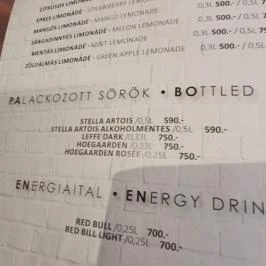 CITRUSOS LIMONÁDE
EPRES LIMONÁDE - STRAWBERRY LEMONADE 0,3L 500.- / 0,5L
MANGÓS LIMONÁDÉ - MANGO LEMONADE 0,3L 500.- / 0,5L
SÁRGADINNYÉS LIMONÁDÉ - MELON LEMONADE 0,3L 500.- / 0,5L
MENTÁS LIMONÁDÉ - MINT LEMONADE 0,3L 500.- / 0,5L
ZÖLDALMÁS LIMONÁDÉ - GREEN APPLE LEMONADE
PALACKOZOTT SÖRÖK • BOTTLED
STELLA ARTOIS /0,5L 590.-
STELLA ARTOIS ALKOHOLMENTES /0,5L 590.-
LEFFE DARK /0,33L 750.-
HOEGAARDEN /0,33L 750.-
HOEGAARDEN ROSÉE /0,25L 750.-
ENERGIAITAL • ENERGY DRIN
RED BULL /0,25L 700.-
RED BILL LIGHT /0,25L 700.-